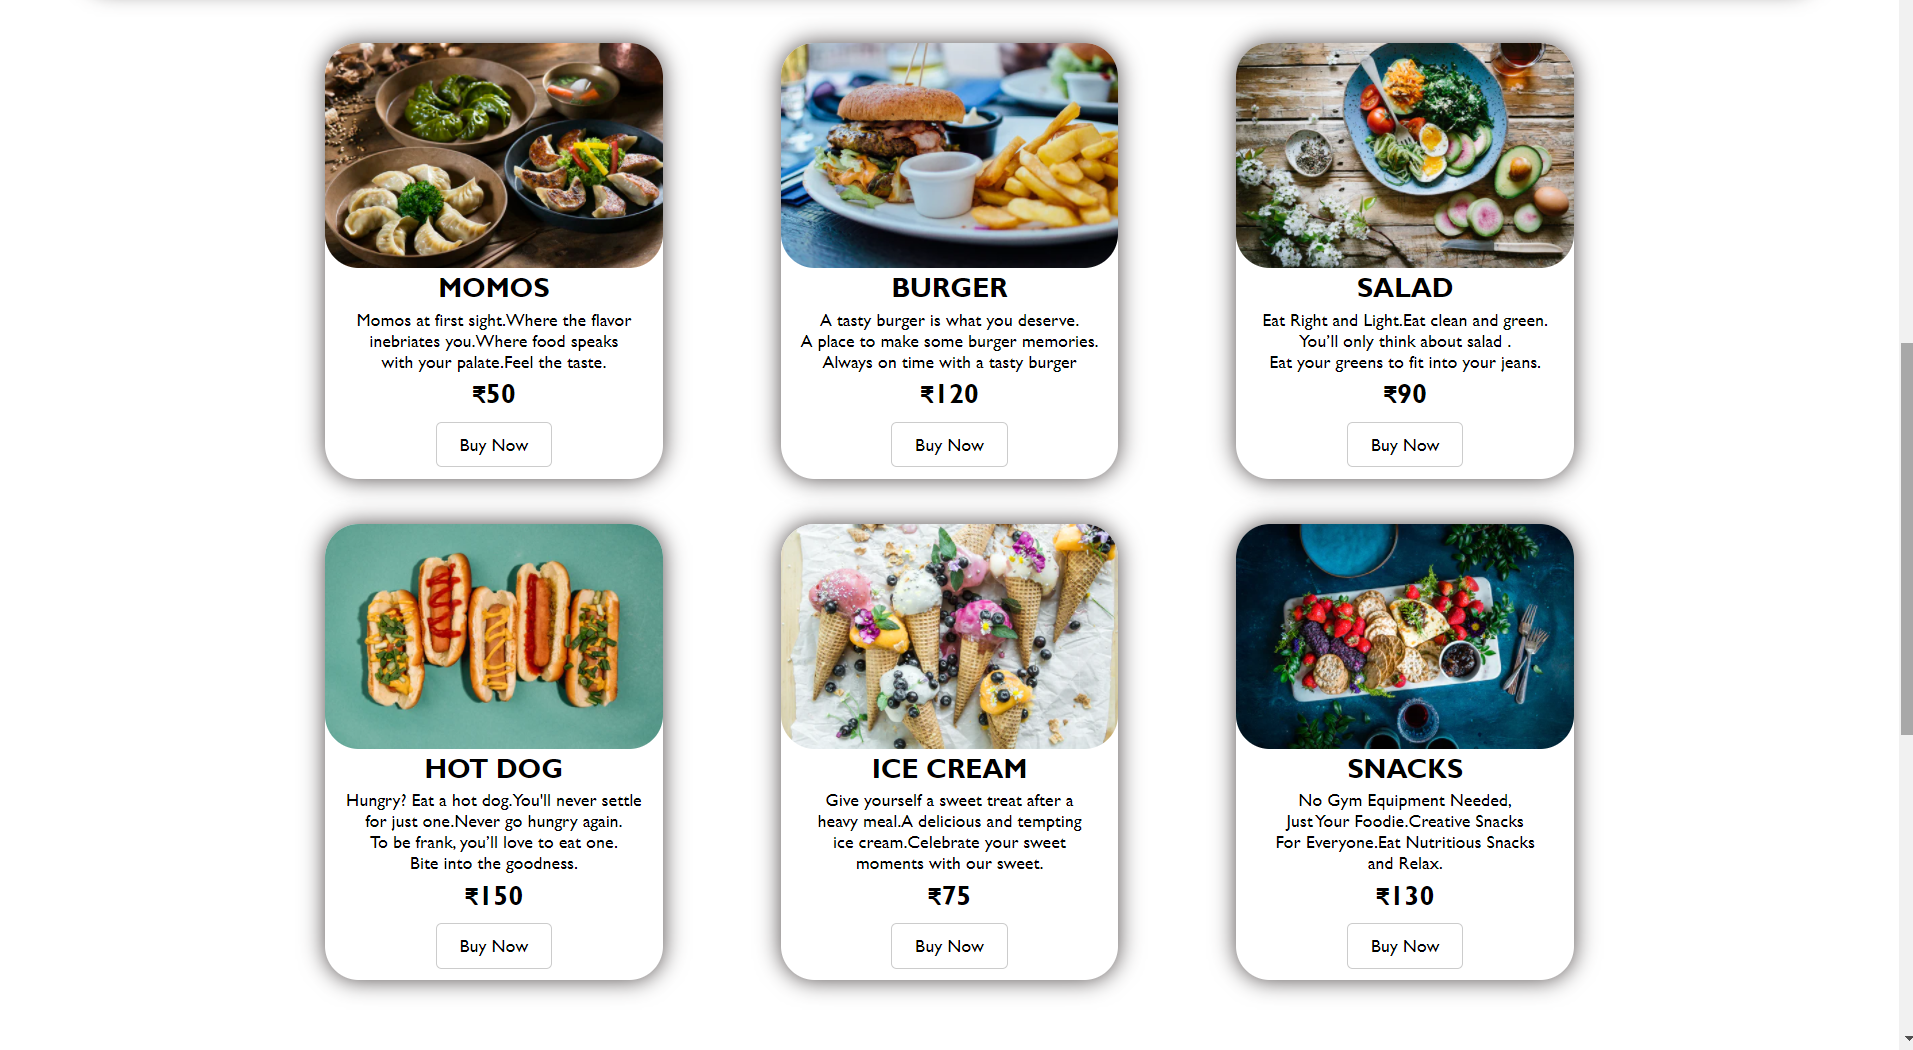 MOMOS
Momos at first sight.Where the flavor
inebriates you.Where food speaks
with your palate.Feel the taste.
₹50
Buy Now
BURGER
A tasty burger is what you deserve.
A place to make some burger memories.
Always on time with a tasty burger
₹120
Buy Now
SALAD
Eat Right and Light.Eat clean and green.
You’ll only think about salad .
Eat your greens to fit into your jeans.
₹90
Buy Now
HOT DOG
Hungry? Eat a hot dog.You'll never settle
for just one.Never go hungry again.
To be frank, you’ll love to eat one.
Bite into the goodness.
₹150
Buy Now
ICE CREAM
Give yourself a sweet treat after a
heavy meal.A delicious and tempting
ice cream.Celebrate your sweet
moments with our sweet.
₹75
Buy Now
SNACKS
No Gym Equipment Needed,
Just Your Foodie.Creative Snacks
For Everyone.Eat Nutritious Snacks
and Relax.
₹130
Buy Now